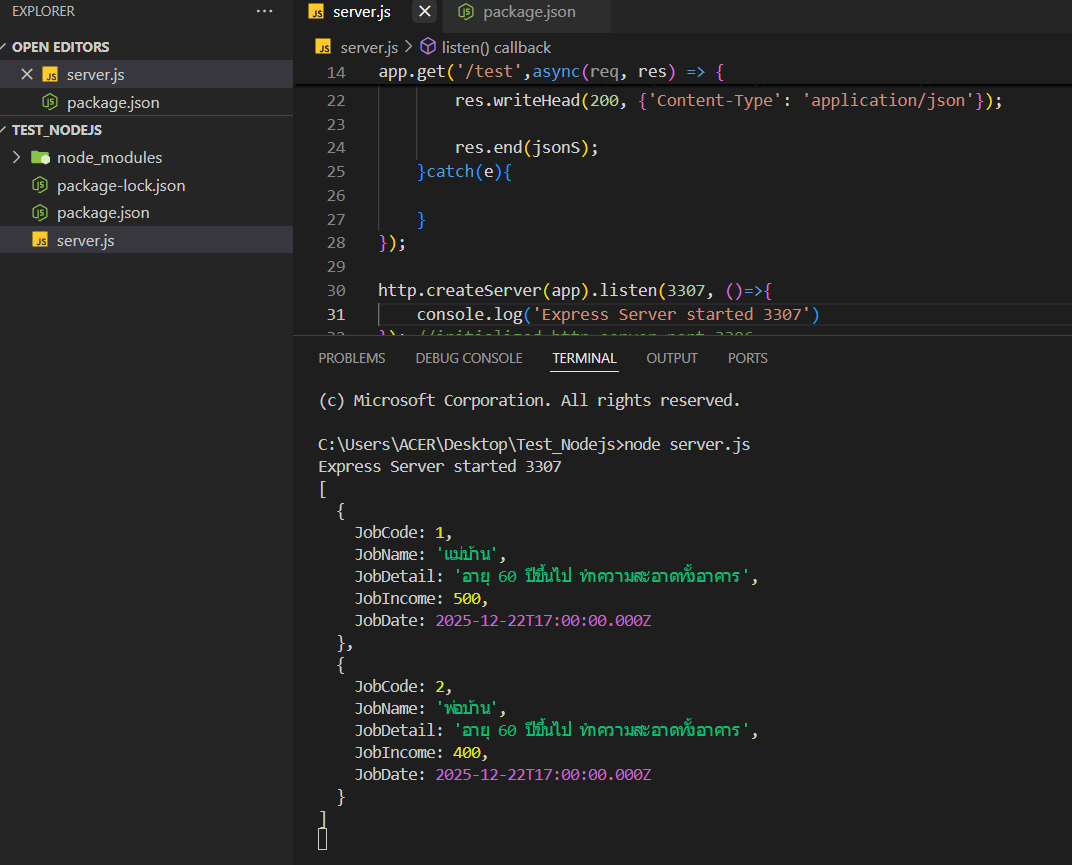 EXPLORER ...
OPEN EDITORS
server.js
package.json
TEST_NODEJS
node_modules
package-lock.json
package.json
server.js
server.js package.json
server.js > listen() callback
14 app.get('/test',async(req, res) => {
22 res.writeHead(200, {'Content-Type': 'application/json'});
23
24 res.end(jsonS);
25 }catch(e){
26
27 }
28 });
29
30 http.createServer(app).listen(3307, ()=>{
31 console.log('Express Server started 3307')
32 }); //initialized http server port 3306
PROBLEMS DEBUG CONSOLE TERMINAL OUTPUT PORTS
(c) Microsoft Corporation. All rights reserved.
C:\Users\ACER\Desktop\Test_Nodejs>node server.js
Express Server started 3307
[
{
JobCode: 1,
JobName: 'แม่บ้าน',
JobDetail: 'อายุ 60 ปีขึ้นไป ทำความสะอาดทั้งอาคาร',
JobIncome: 500,
JobDate: 2025-12-22T17:00:00.000Z
},
{
JobCode: 2,
JobName: 'พ่อบ้าน',
JobDetail: 'อายุ 60 ปีขึ้นไป ทำความสะอาดทั้งอาคาร',
JobIncome: 400,
JobDate: 2025-12-22T17:00:00.000Z
}
]